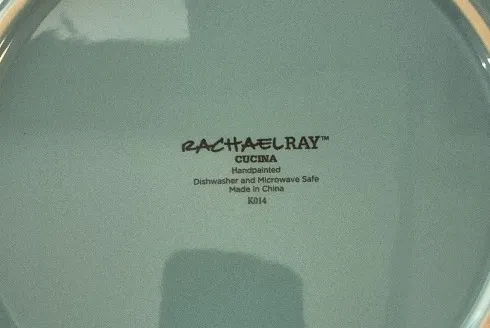 RACHAELRAY™
CUCINA
Handpainted
Dishwasher and Microwave Safe
Made in China
K014